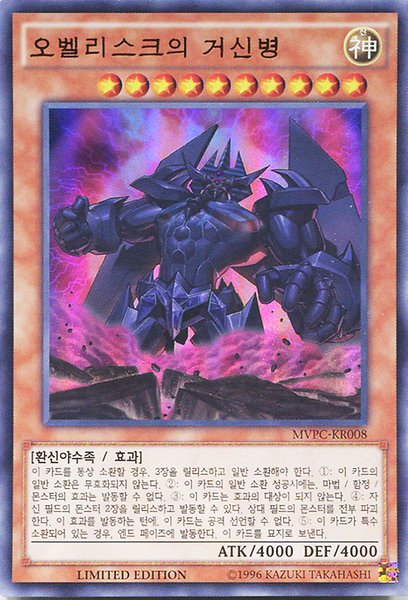 오벨리스크의 거신병
신
神
MVPC-KR008
[환신야수족 / 효과]
이 카드를 통상 소환할 경우, 3장을 릴리스하고 일반 소환해야 한다. ①: 이 카드의
일반 소환은 무효화되지 않는다. ②: 이 카드의 일반 소환 성공시에는, 마법 / 함정 /
몬스터의 효과는 발동할 수 없다. ③: 이 카드는 효과의 대상이 되지 않는다. ④: 자
신 필드의 몬스터 2장을 릴리스하고 발동할 수 있다. 상대 필드의 몬스터를 전부 파괴
한다. 이 효과를 발동하는 턴에, 이 카드는 공격 선언할 수 없다. ⑤: 이 카드가 특수
소환되어 있는 경우, 엔드 페이즈에 발동한다. 이 카드를 묘지로 보낸다.
ATK/4000 DEF/4000
LIMITED EDITION
©1996 KAZUKI TAKAHASHI